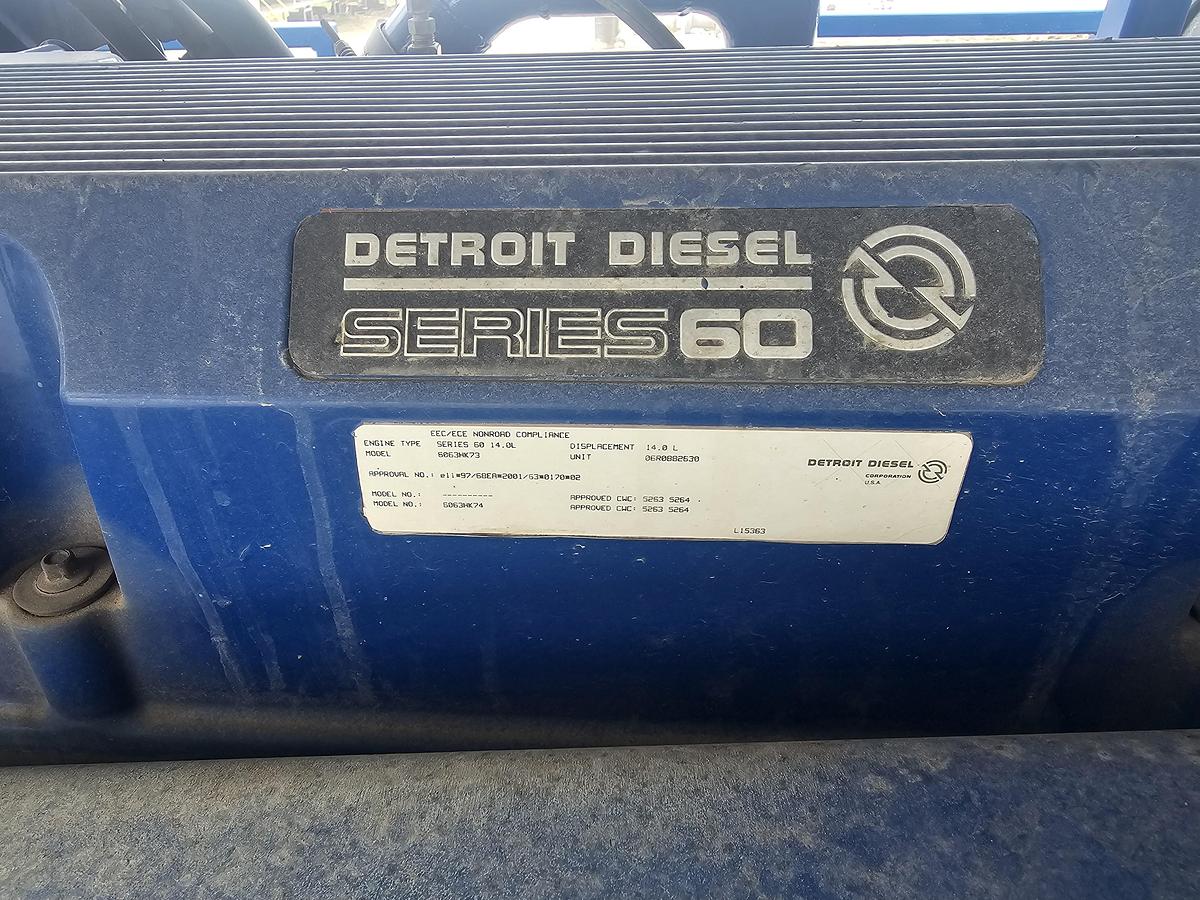 DETROIT DIESEL
SERIES 60
EEC/ECE NONROAD COMPLIANCE
ENGINE TYPE SERIES 60 14.0L DISPLACEMENT 14.0 L
MODEL 6063HK73 UNIT 06R0882630
DETROIT DIESEL
CORPORATION
U.S.A.
APPROVAL NO.: e11*97/68EA*2001/63*0170*02
MODEL NO.: ---------- APPROVED CWC: 5263 5264
MODEL NO.: 6063HK74 APPROVED CWC: 5263 5264
L15363